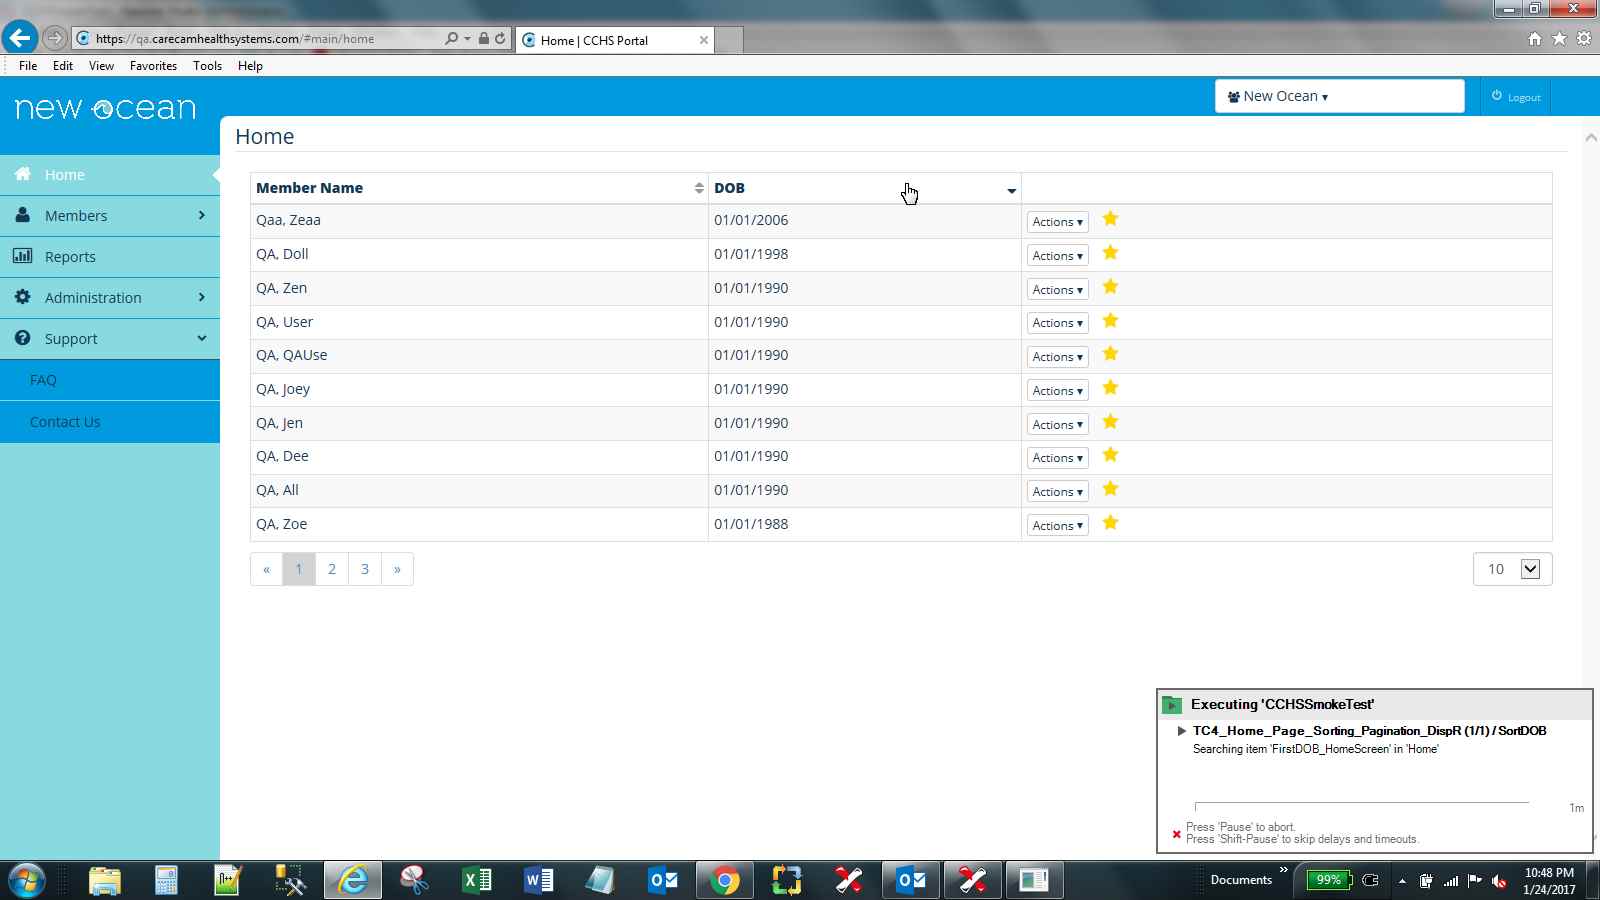 https://qa.carecamhealthsystems.com/#main/home
Home | CCHS Portal
File Edit View Favorites Tools Help
new ocean
New Ocean ▾
Logout
Home
Home
Members
Reports
Administration
Support
FAQ
Contact Us
Member Name DOB
Qaa, Zeaa 01/01/2006 Actions ▾
QA, Doll 01/01/1998 Actions ▾
QA, Zen 01/01/1990 Actions ▾
QA, User 01/01/1990 Actions ▾
QA, QAUse 01/01/1990 Actions ▾
QA, Joey 01/01/1990 Actions ▾
QA, Jen 01/01/1990 Actions ▾
QA, Dee 01/01/1990 Actions ▾
QA, All 01/01/1990 Actions ▾
QA, Zoe 01/01/1988 Actions ▾
« 1 2 3 » 10
Executing 'CCHSSmokeTest'
TC4_Home_Page_Sorting_Pagination_DispR (1/1) / SortDOB
Searching item 'FirstDOB_HomeScreen' in 'Home'
1m
Press 'Pause' to abort.
Press 'Shift-Pause' to skip delays and timeouts.
Documents » 99% 10:48 PM
1/24/2017